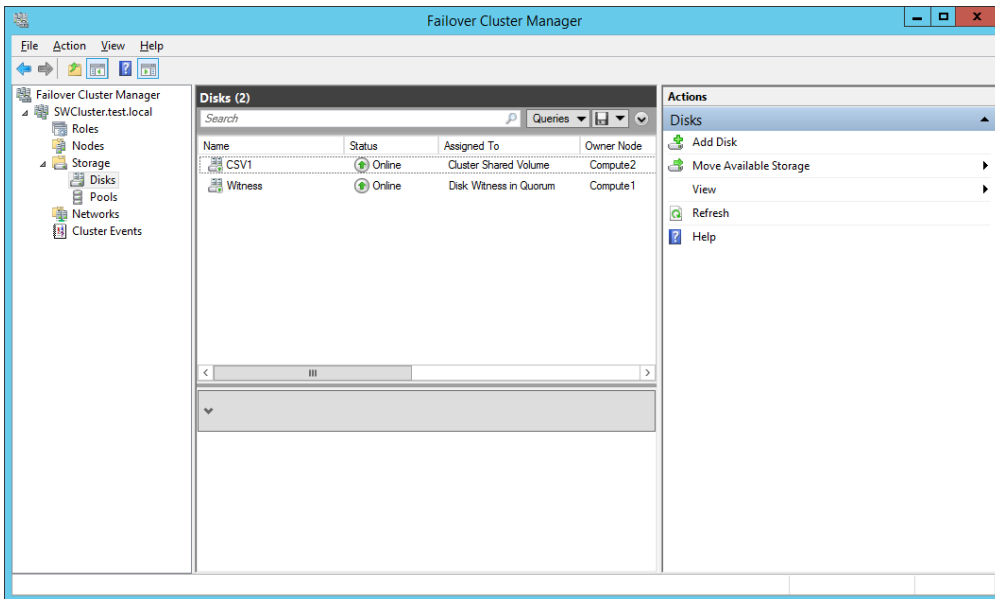 Failover Cluster Manager
File Action View Help
Failover Cluster Manager
SWCluster.test.local
Roles
Nodes
Storage
Disks
Pools
Networks
Cluster Events
Disks (2)
Search
Queries
Name Status Assigned To Owner Node
CSV1 Online Cluster Shared Volume Compute2
Witness Online Disk Witness in Quorum Compute1
Actions
Disks
Add Disk
Move Available Storage
View
Refresh
Help